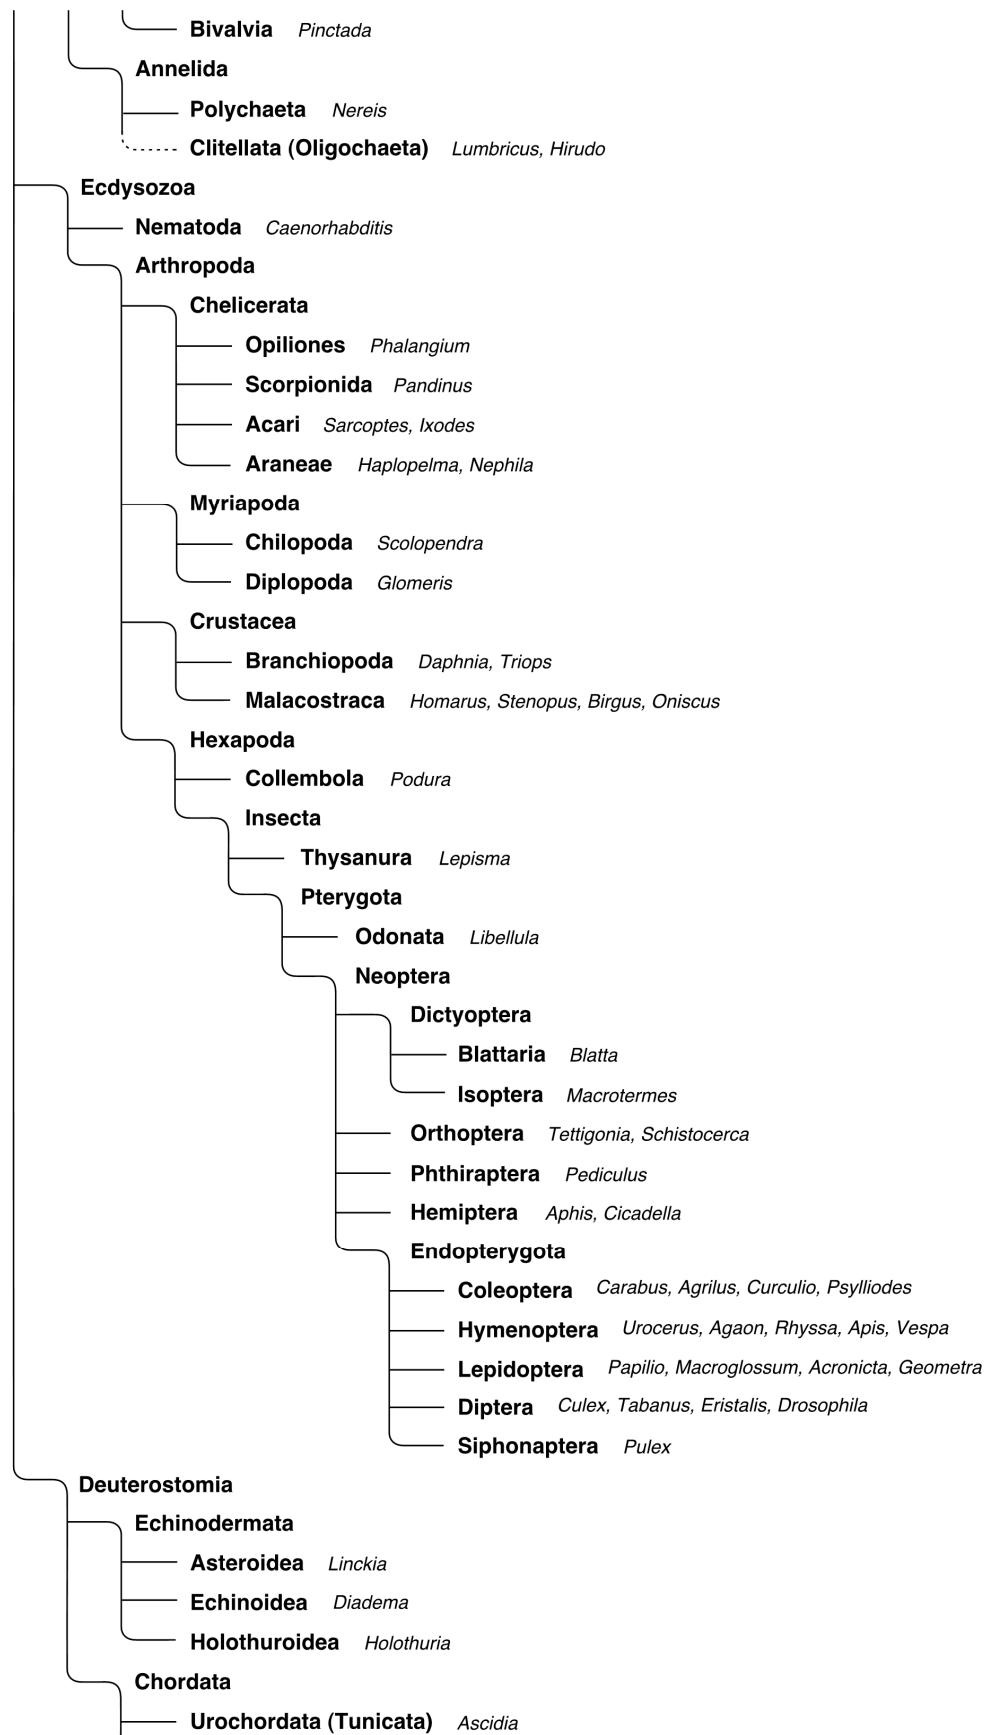 Bivalvia Pinctada
Annelida
Polychaeta Nereis
Clitellata (Oligochaeta) Lumbricus, Hirudo
Ecdysozoa
Nematoda Caenorhabditis
Arthropoda
Chelicerata
Opiliones Phalangium
Scorpionida Pandinus
Acari Sarcoptes, Ixodes
Araneae Haplopelma, Nephila
Myriapoda
Chilopoda Scolopendra
Diplopoda Glomeris
Crustacea
Branchiopoda Daphnia, Triops
Malacostraca Homarus, Stenopus, Birgus, Oniscus
Hexapoda
Collembola Podura
Insecta
Thysanura Lepisma
Pterygota
Odonata Libellula
Neoptera
Dictyoptera
Blattaria Blatta
Isoptera Macrotermes
Orthoptera Tettigonia, Schistocerca
Phthiraptera Pediculus
Hemiptera Aphis, Cicadella
Endopterygota
Coleoptera Carabus, Agrilus, Curculio, Psylliodes
Hymenoptera Urocerus, Agaon, Rhyssa, Apis, Vespa
Lepidoptera Papilio, Macroglossum, Acronicta, Geometra
Diptera Culex, Tabanus, Eristalis, Drosophila
Siphonaptera Pulex
Deuterostomia
Echinodermata
Asteroidea Linckia
Echinoidea Diadema
Holothuroidea Holothuria
Chordata
Urochordata (Tunicata) Ascidia